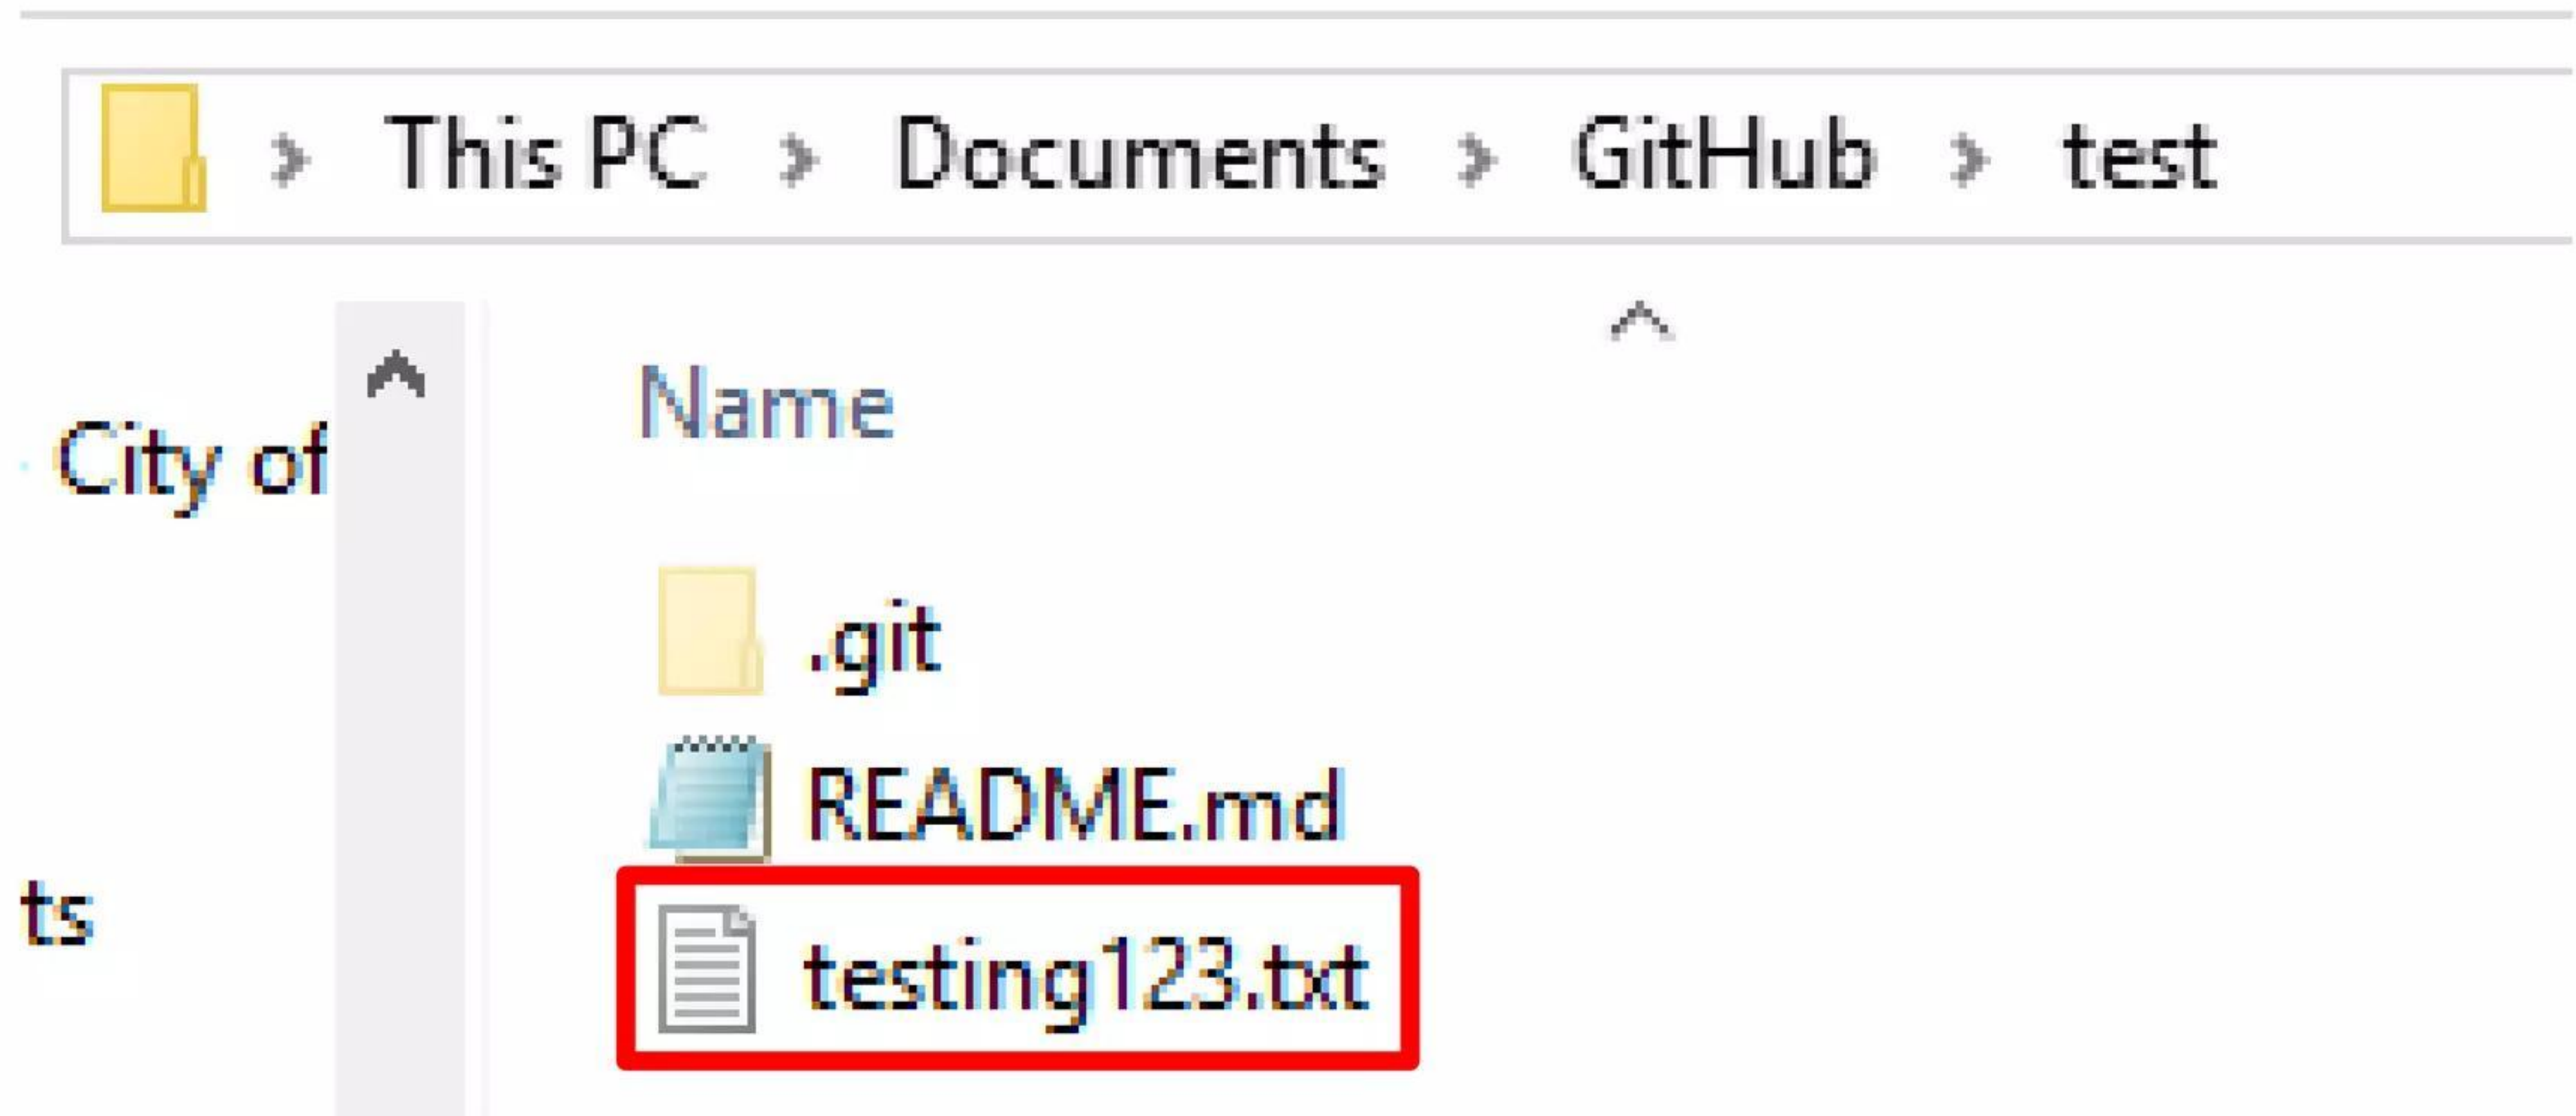 This PC > Documents > GitHub > test
Name
City of
.git
README.md
ts
testing123.txt